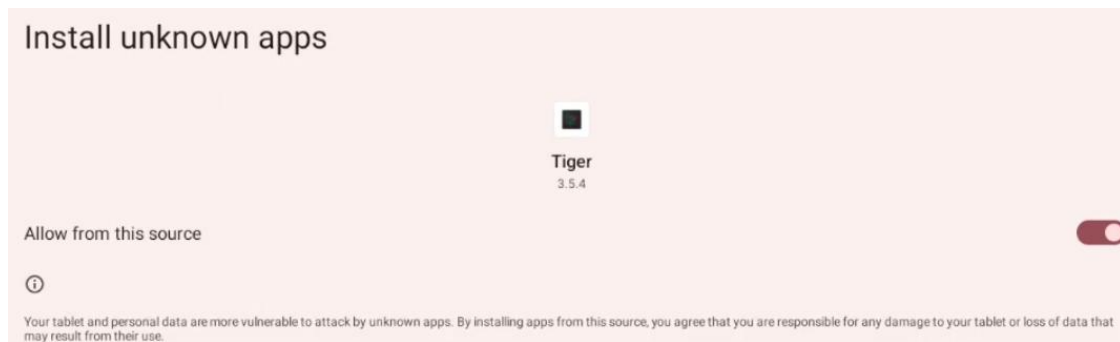 Install unknown apps
Tiger
3.5.4
Allow from this source
Your tablet and personal data are more vulnerable to attack by unknown apps. By installing apps from this source, you agree that you are responsible for any damage to your tablet or loss of data that
may result from their use.